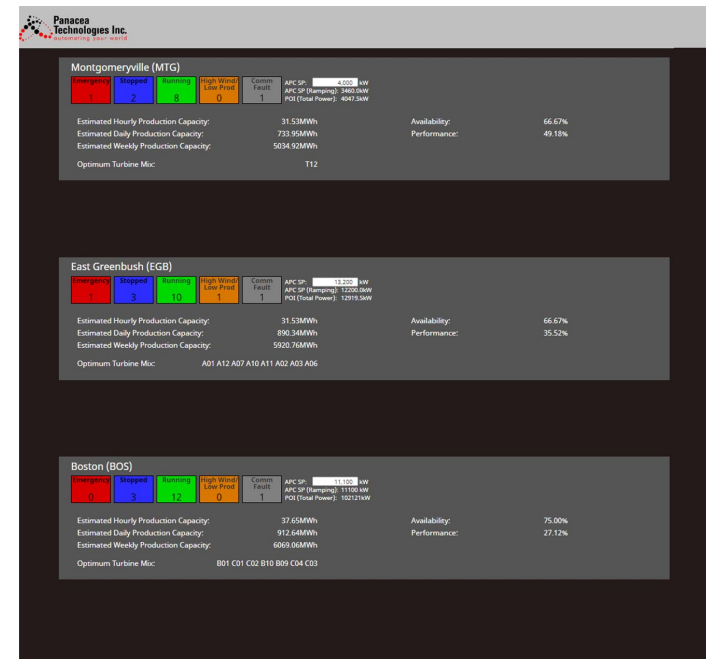 Panacea
Technologies Inc.
automating your world
Montgomeryville (MTG)
Emergency Stopped Running High Wind/ Low Prod Comm Fault
1 2 8 0 1
APC SP: 4,000 kW
APC SP (Ramping): 3460.0kW
POI (Total Power): 4047.5kW
Estimated Hourly Production Capacity: 31.53MWh Availability: 66.67%
Estimated Daily Production Capacity: 733.95MWh Performance: 49.18%
Estimated Weekly Production Capacity: 5034.92MWh
Optimum Turbine Mix: T12
East Greenbush (EGB)
Emergency Stopped Running High Wind/ Low Prod Comm Fault
1 3 10 1 1
APC SP: 13,200 kW
APC SP (Ramping): 12200.0kW
POI (Total Power): 12919.5kW
Estimated Hourly Production Capacity: 31.53MWh Availability: 66.67%
Estimated Daily Production Capacity: 890.34MWh Performance: 35.52%
Estimated Weekly Production Capacity: 5920.76MWh
Optimum Turbine Mix: A01 A12 A07 A10 A11 A02 A03 A06
Boston (BOS)
Emergency Stopped Running High Wind/ Low Prod Comm Fault
0 3 12 0 1
APC SP: 11,100 kW
APC SP (Ramping): 11100 kW
POI (Total Power): 102121kW
Estimated Hourly Production Capacity: 37.65MWh Availability: 75.00%
Estimated Daily Production Capacity: 912.64MWh Performance: 27.12%
Estimated Weekly Production Capacity: 6069.06MWh
Optimum Turbine Mix: B01 C01 C02 B10 B09 C04 C03